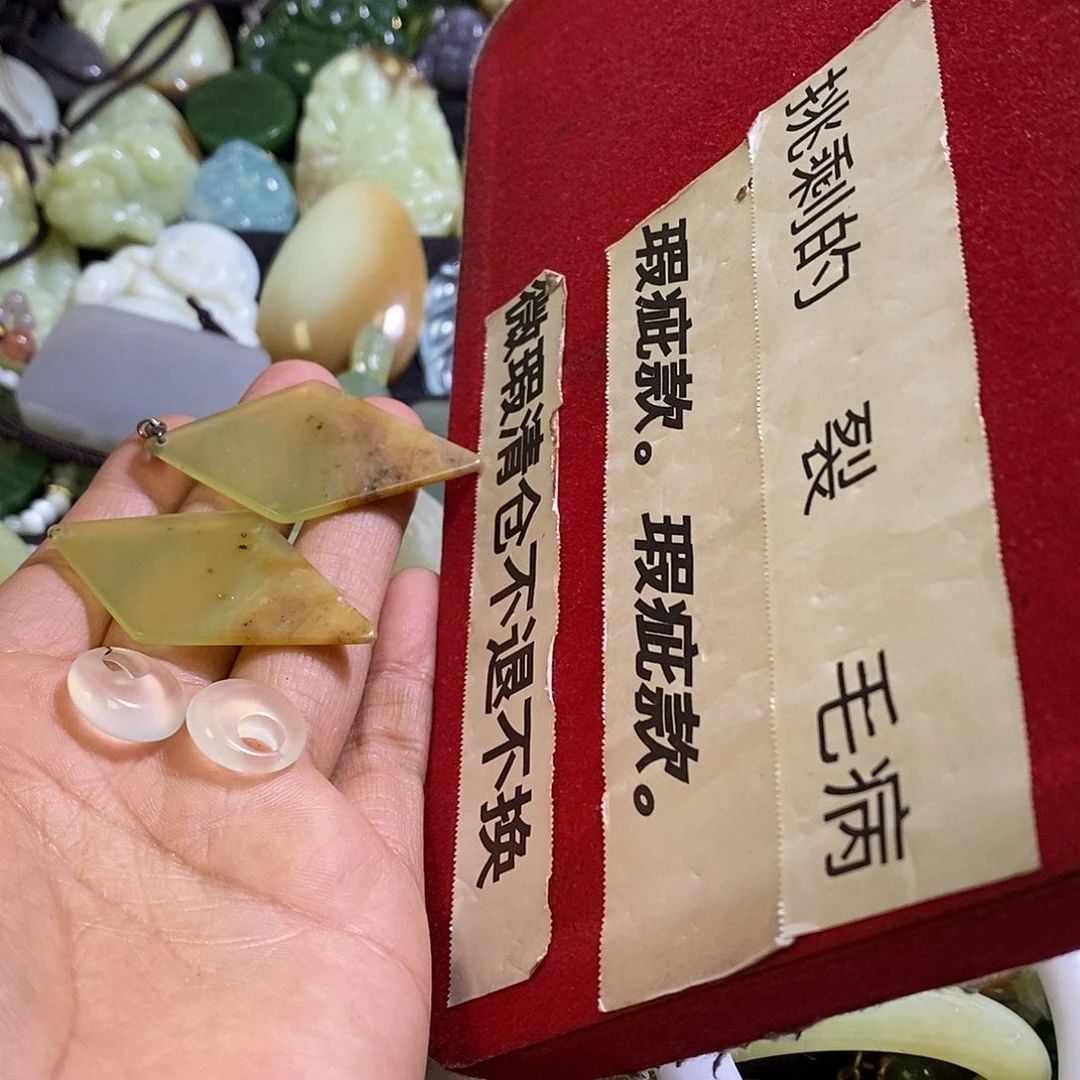 挑剩的 裂 毛病
瑕疵款。瑕疵款。
微瑕清仓不退不换